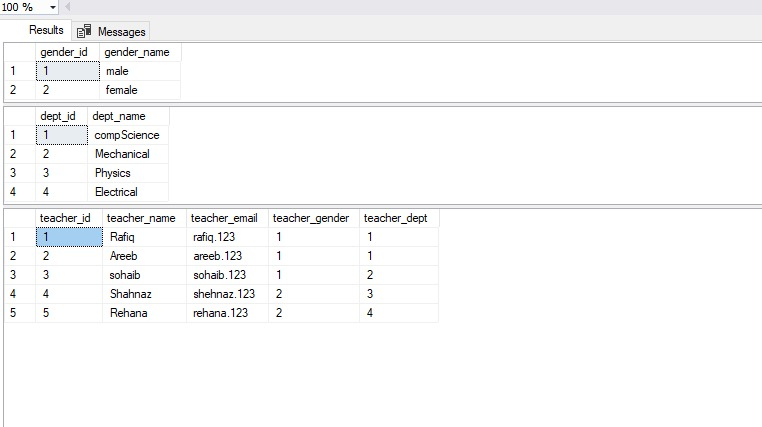 100 %
Results Messages
gender_id gender_name
1 1 male
2 2 female
dept_id dept_name
1 1 compScience
2 2 Mechanical
3 3 Physics
4 4 Electrical
teacher_id teacher_name teacher_email teacher_gender teacher_dept
1 1 Rafiq rafiq.123 1 1
2 2 Areeb areeb.123 1 1
3 3 sohaib sohaib.123 1 2
4 4 Shahnaz shehnaz.123 2 3
5 5 Rehana rehana.123 2 4